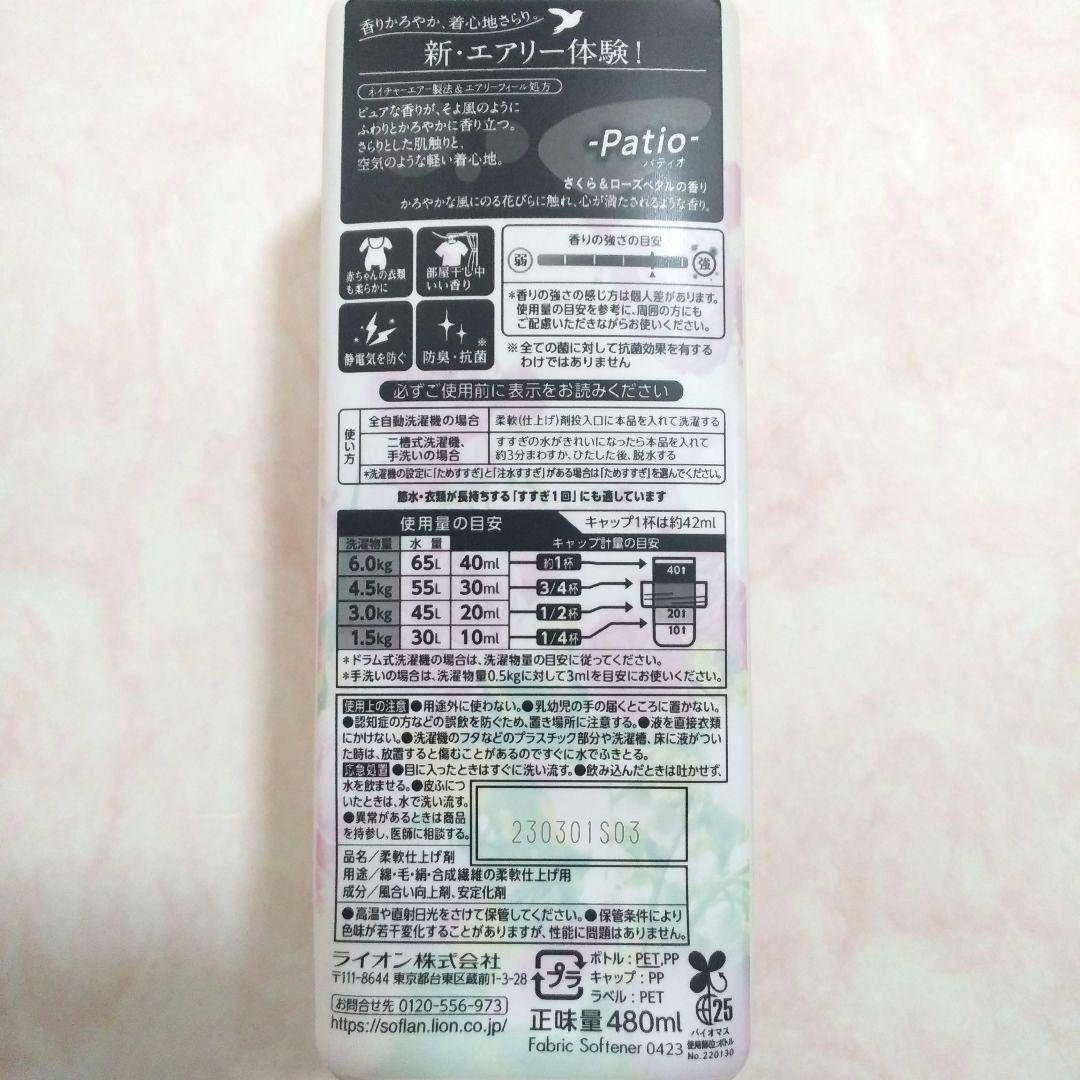 香りかろやか、着心地さらり。
新・エアリー体験!
ネイチャーエアー製法&エアリーフィール処方
ピュアな香りが、そよ風のように
ふわりとかろやかに香り立つ。
さらりとした肌触りと、
空気のような軽い着心地。
-Patio-
パティオ
さくら&ローズペタルの香り
かろやかな風にのる花びらに触れ、心が満たされるような香り。
赤ちゃんの衣類
も柔らかに
部屋干し中
いい香り
静電気を防ぐ
防臭・抗菌※
香りの強さの目安
弱 強
*香りの強さの感じ方は個人差があります。
使用量の目安を参考に、周囲の方にも
ご配慮いただきながらお使いください。
※全ての菌に対して抗菌効果を有する
わけではありません
必ずご使用前に表示をお読みください
使い方
全自動洗濯機の場合 柔軟(仕上げ)剤投入口に本品を入れて洗濯する
二槽式洗濯機、
手洗いの場合
すすぎの水がきれいになったら本品を入れて
約3分まわすか、ひたした後、脱水する
*洗濯機の設定に「ためすすぎ」と「注水すすぎ」がある場合は「ためすすぎ」を選んでください。
節水・衣類が長持ちする「すすぎ1回」にも適しています
使用量の目安 キャップ1杯は約42ml
洗濯物量 水量 キャップ計量の目安
6.0kg 65L 40ml 約1杯 40
4.5kg 55L 30ml 3/4杯
3.0kg 45L 20ml 1/2杯 20
1.5kg 30L 10ml 1/4杯 10
*ドラム式洗濯機の場合は、洗濯物量の目安に従ってください。
*手洗いの場合は、洗濯物量0.5kgに対して3mlを目安にお使いください。
使用上の注意 ●用途外に使わない。●乳幼児の手の届くところに置かない。
●認知症の方などの誤飲を防ぐため、置き場所に注意する。●液を直接衣類
にかけない。●洗濯機のフタなどのプラスチック部分や洗濯槽、床に液がつい
た時は、放置すると傷むことがあるのですぐに水でふきとる。
応急処置 ●目に入ったときはすぐに洗い流す。●飲み込んだときは吐かせず、
水を飲ませる。●皮ふにつ
いたときは、水で洗い流す。
●異常があるときは商品
を持参し、医師に相談する。
230301S03
品名/柔軟仕上げ剤
用途/綿・毛・絹・合成繊維の柔軟仕上げ用
成分/風合い向上剤、安定化剤
●高温や直射日光をさけて保管してください。●保管条件により
色味が若干変化することがありますが、性能に問題はありません。
ライオン株式会社
〒111-8644 東京都台東区蔵前1-3-28
お問合せ先 0120-556-973
https://soflan.lion.co.jp/
プラ
ボトル:PET,PP
キャップ:PP
ラベル:PET
正味量480ml
Fabric Softener 0423
25
バイオマス
使用部位:ボトル
No.220130